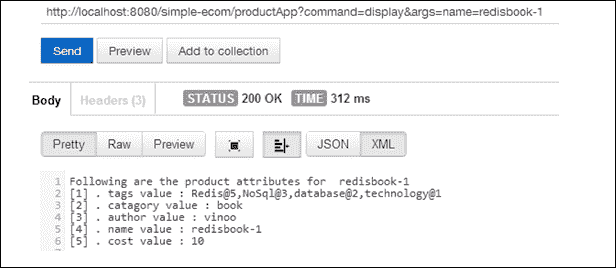 http://localhost:8080/simple-ecom/productApp?command=display&args=name=redisbook-1
Send Preview Add to collection
Body Headers (3) STATUS 200 OK TIME 312 ms
Pretty Raw Preview JSON XML
1 Following are the product attributes for  redisbook-1
2 [1] . tags value : Redis@5,NoSql@3,database@2,technology@1
3 [2] . catagory value : book
4 [3] . author value : vinoo
5 [4] . name value : redisbook-1
6 [5] . cost value : 10